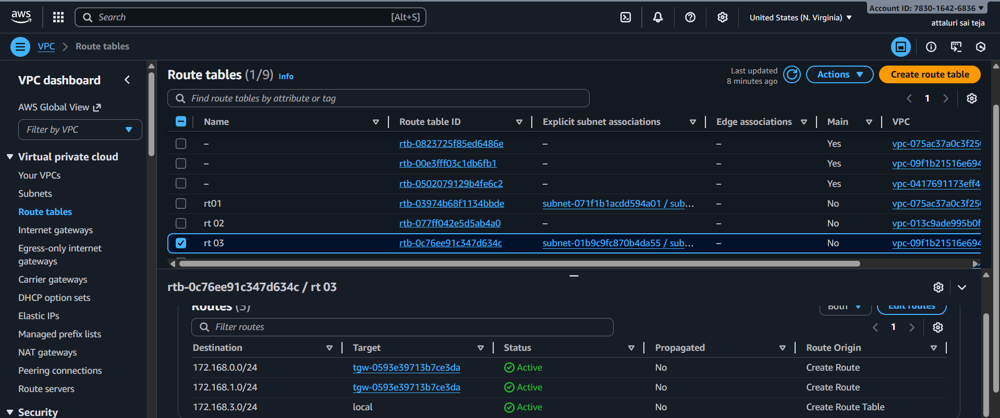 aws
Search [Alt+S]
United States (N. Virginia)
Account ID: 7830-1642-6836
attaluri sai teja
VPC
Route tables
VPC dashboard
AWS Global View
Filter by VPC
Virtual private cloud
Your VPCs
Subnets
Route tables
Internet gateways
Egress-only internet
gateways
Carrier gateways
DHCP option sets
Elastic IPs
Managed prefix lists
NAT gateways
Peering connections
Route servers
Security
Route tables (1/9) Info
Last updated
8 minutes ago
Actions
Create route table
Find route tables by attribute or tag
1
Name Route table ID Explicit subnet associations Edge associations Main VPC
– rtb-0823725f85ed6486e – – Yes vpc-075ac37a0c3f250
– rtb-00e3fff03c1db6fb1 – – Yes vpc-09f1b21516e694
– rtb-0502079129b4fe6c2 – – Yes vpc-0417691173eff4
rt01 rtb-03974b68f1134bbde subnet-071f1b1acdd594a01 / sub... – No vpc-075ac37a0c3f250
rt 02 rtb-077ff042e5d5ab4a0 – – No vpc-013c9ade995b0f
rt 03 rtb-0c76ee91c347d634c subnet-01b9c9fc870b4da55 / sub... – No vpc-09f1b21516e694
rtb-0c76ee91c347d634c / rt 03
Routes (3)
Both
Edit routes
Filter routes
1
Destination Target Status Propagated Route Origin
172.168.0.0/24 tgw-0593e39713b7ce3da Active No Create Route
172.168.1.0/24 tgw-0593e39713b7ce3da Active No Create Route
172.168.3.0/24 local Active No Create Route Table